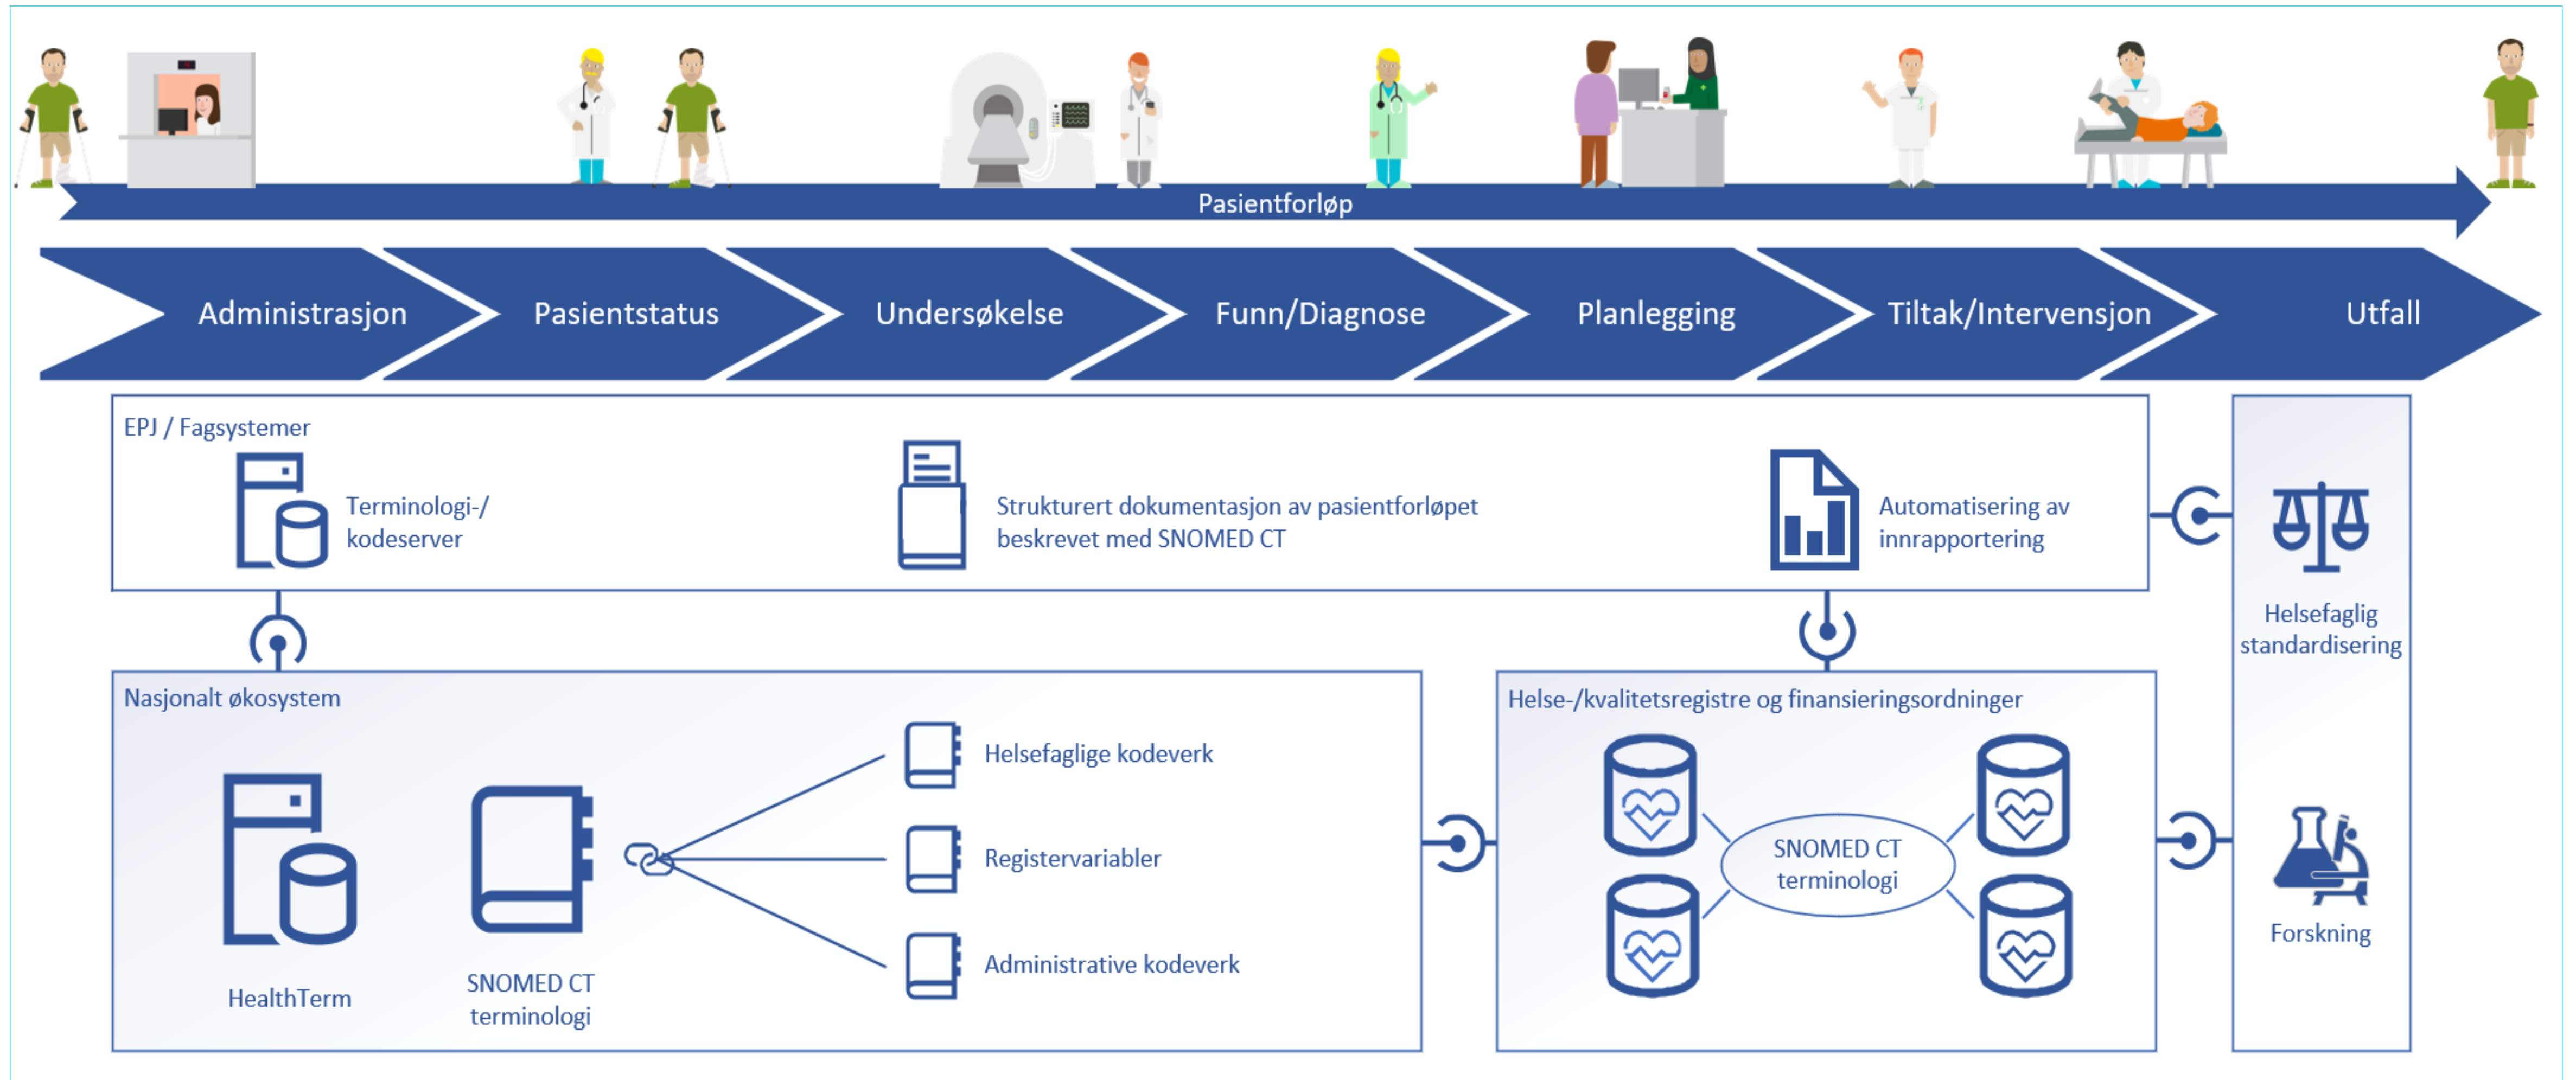 Pasientforløp
Administrasjon
Pasientstatus
Undersøkelse
Funn/Diagnose
Planlegging
Tiltak/Intervensjon
Utfall
EPJ / Fagsystemer
Terminologi-/
kodeserver
Strukturert dokumentasjon av pasientforløpet
beskrevet med SNOMED CT
Automatisering av
innrapportering
Helsefaglig
standardisering
Forskning
Nasjonalt økosystem
HealthTerm
SNOMED CT
terminologi
Helsefaglige kodeverk
Registervariabler
Administrative kodeverk
Helse-/kvalitetsregistre og finansieringsordninger
SNOMED CT
terminologi